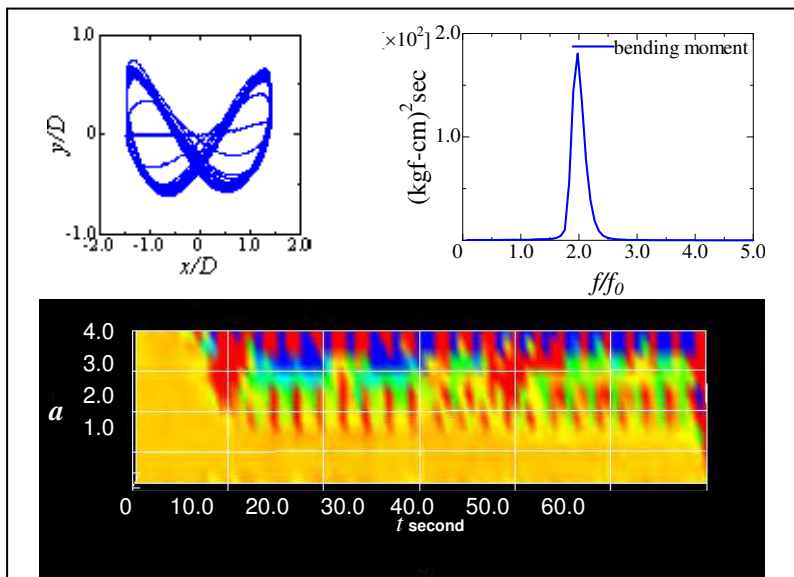 1.0
y/D
0
-1.0
-2.0 -1.0 0 1.0 2.0
x/D
[×10²]
2.0
bending moment
(kgf-cm)²sec
1.0
0
0 1.0 2.0 3.0 4.0 5.0
f/f₀
4.0
3.0
a
2.0
1.0
0 10.0 20.0 30.0 40.0 50.0 60.0
t second